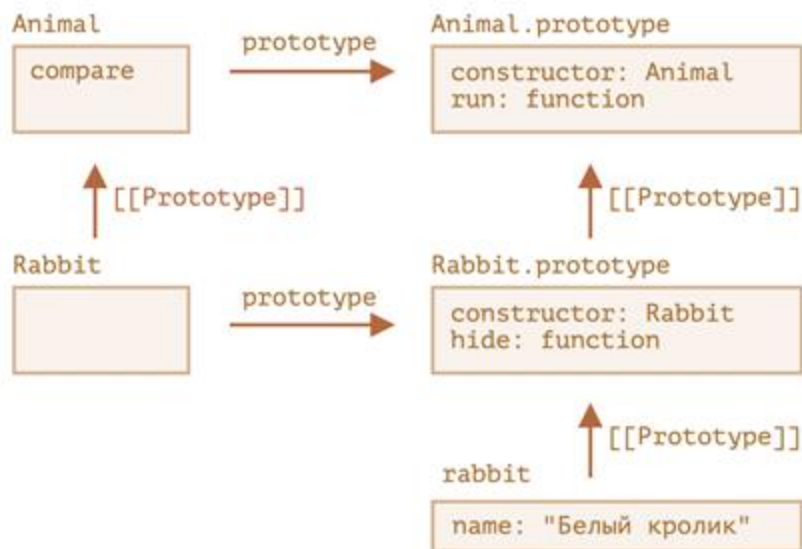 Animal
prototype
Animal.prototype
compare
constructor: Animal
run: function
[[Prototype]]
[[Prototype]]
Rabbit
prototype
Rabbit.prototype
constructor: Rabbit
hide: function
[[Prototype]]
rabbit
name: "Белый кролик"